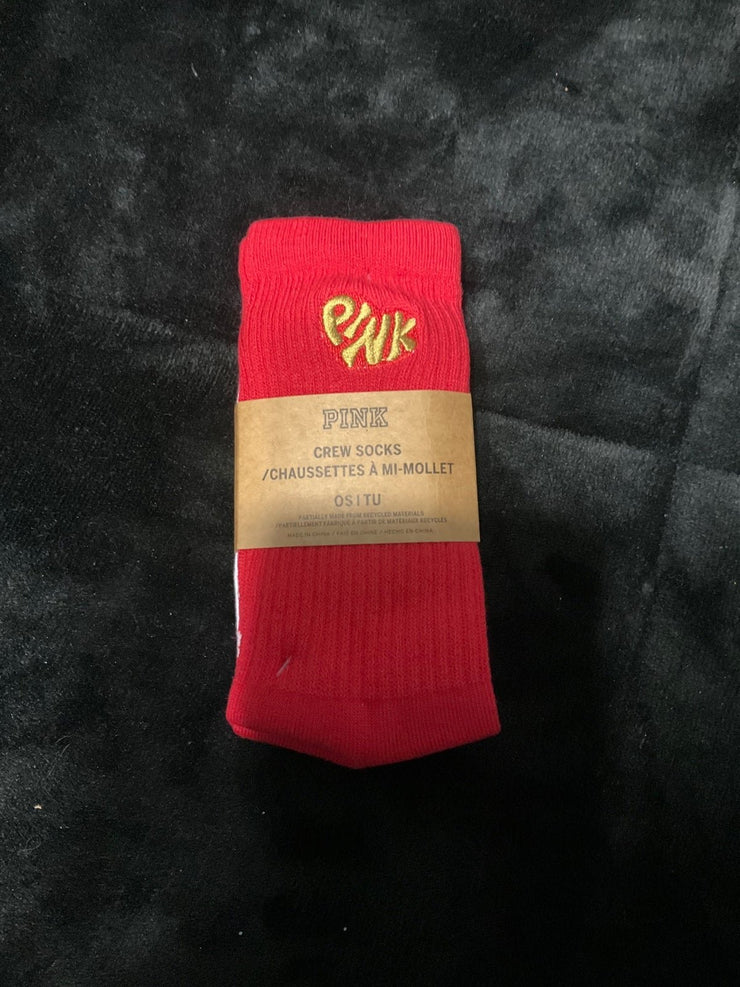 PINK
PINK
CREW SOCKS
/CHAUSSETTES À MI-MOLLET
OS | TU
PARTIALLY MADE FROM RECYCLED MATERIALS
/PARTIELLEMENT FABRIQUÉ À PARTIR DE MATÉRIAUX RECYCLÉS
MADE IN CHINA / FAIT EN CHINE / HECHO EN CHINA